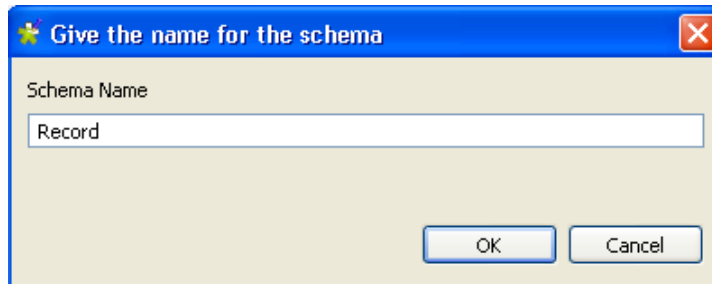 Give the name for the schema
Schema Name
Record
OK
Cancel